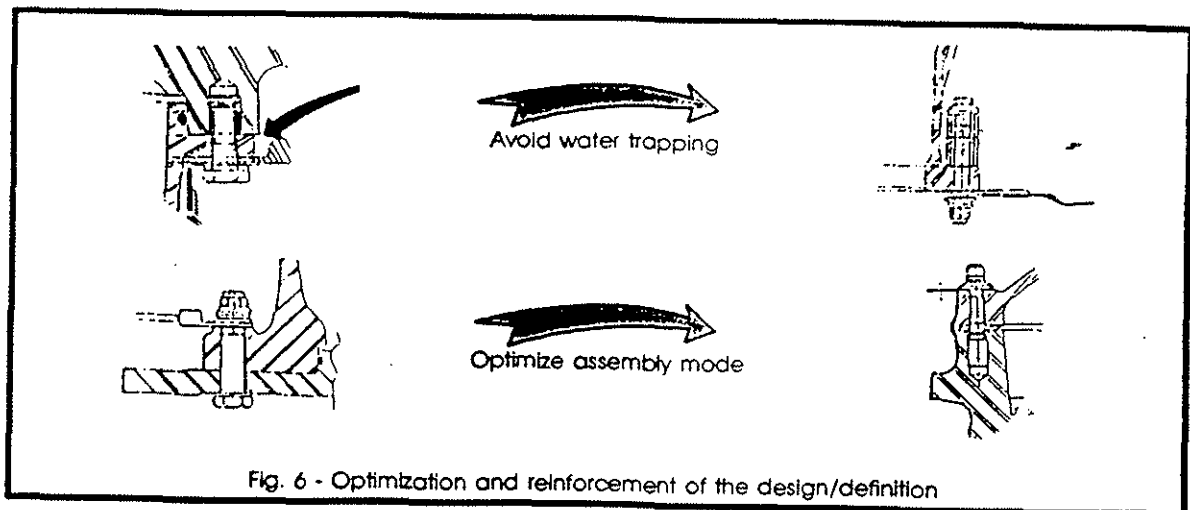 Avoid water trapping
Optimize assembly mode
Fig. 6 - Optimization and reinforcement of the design/definition